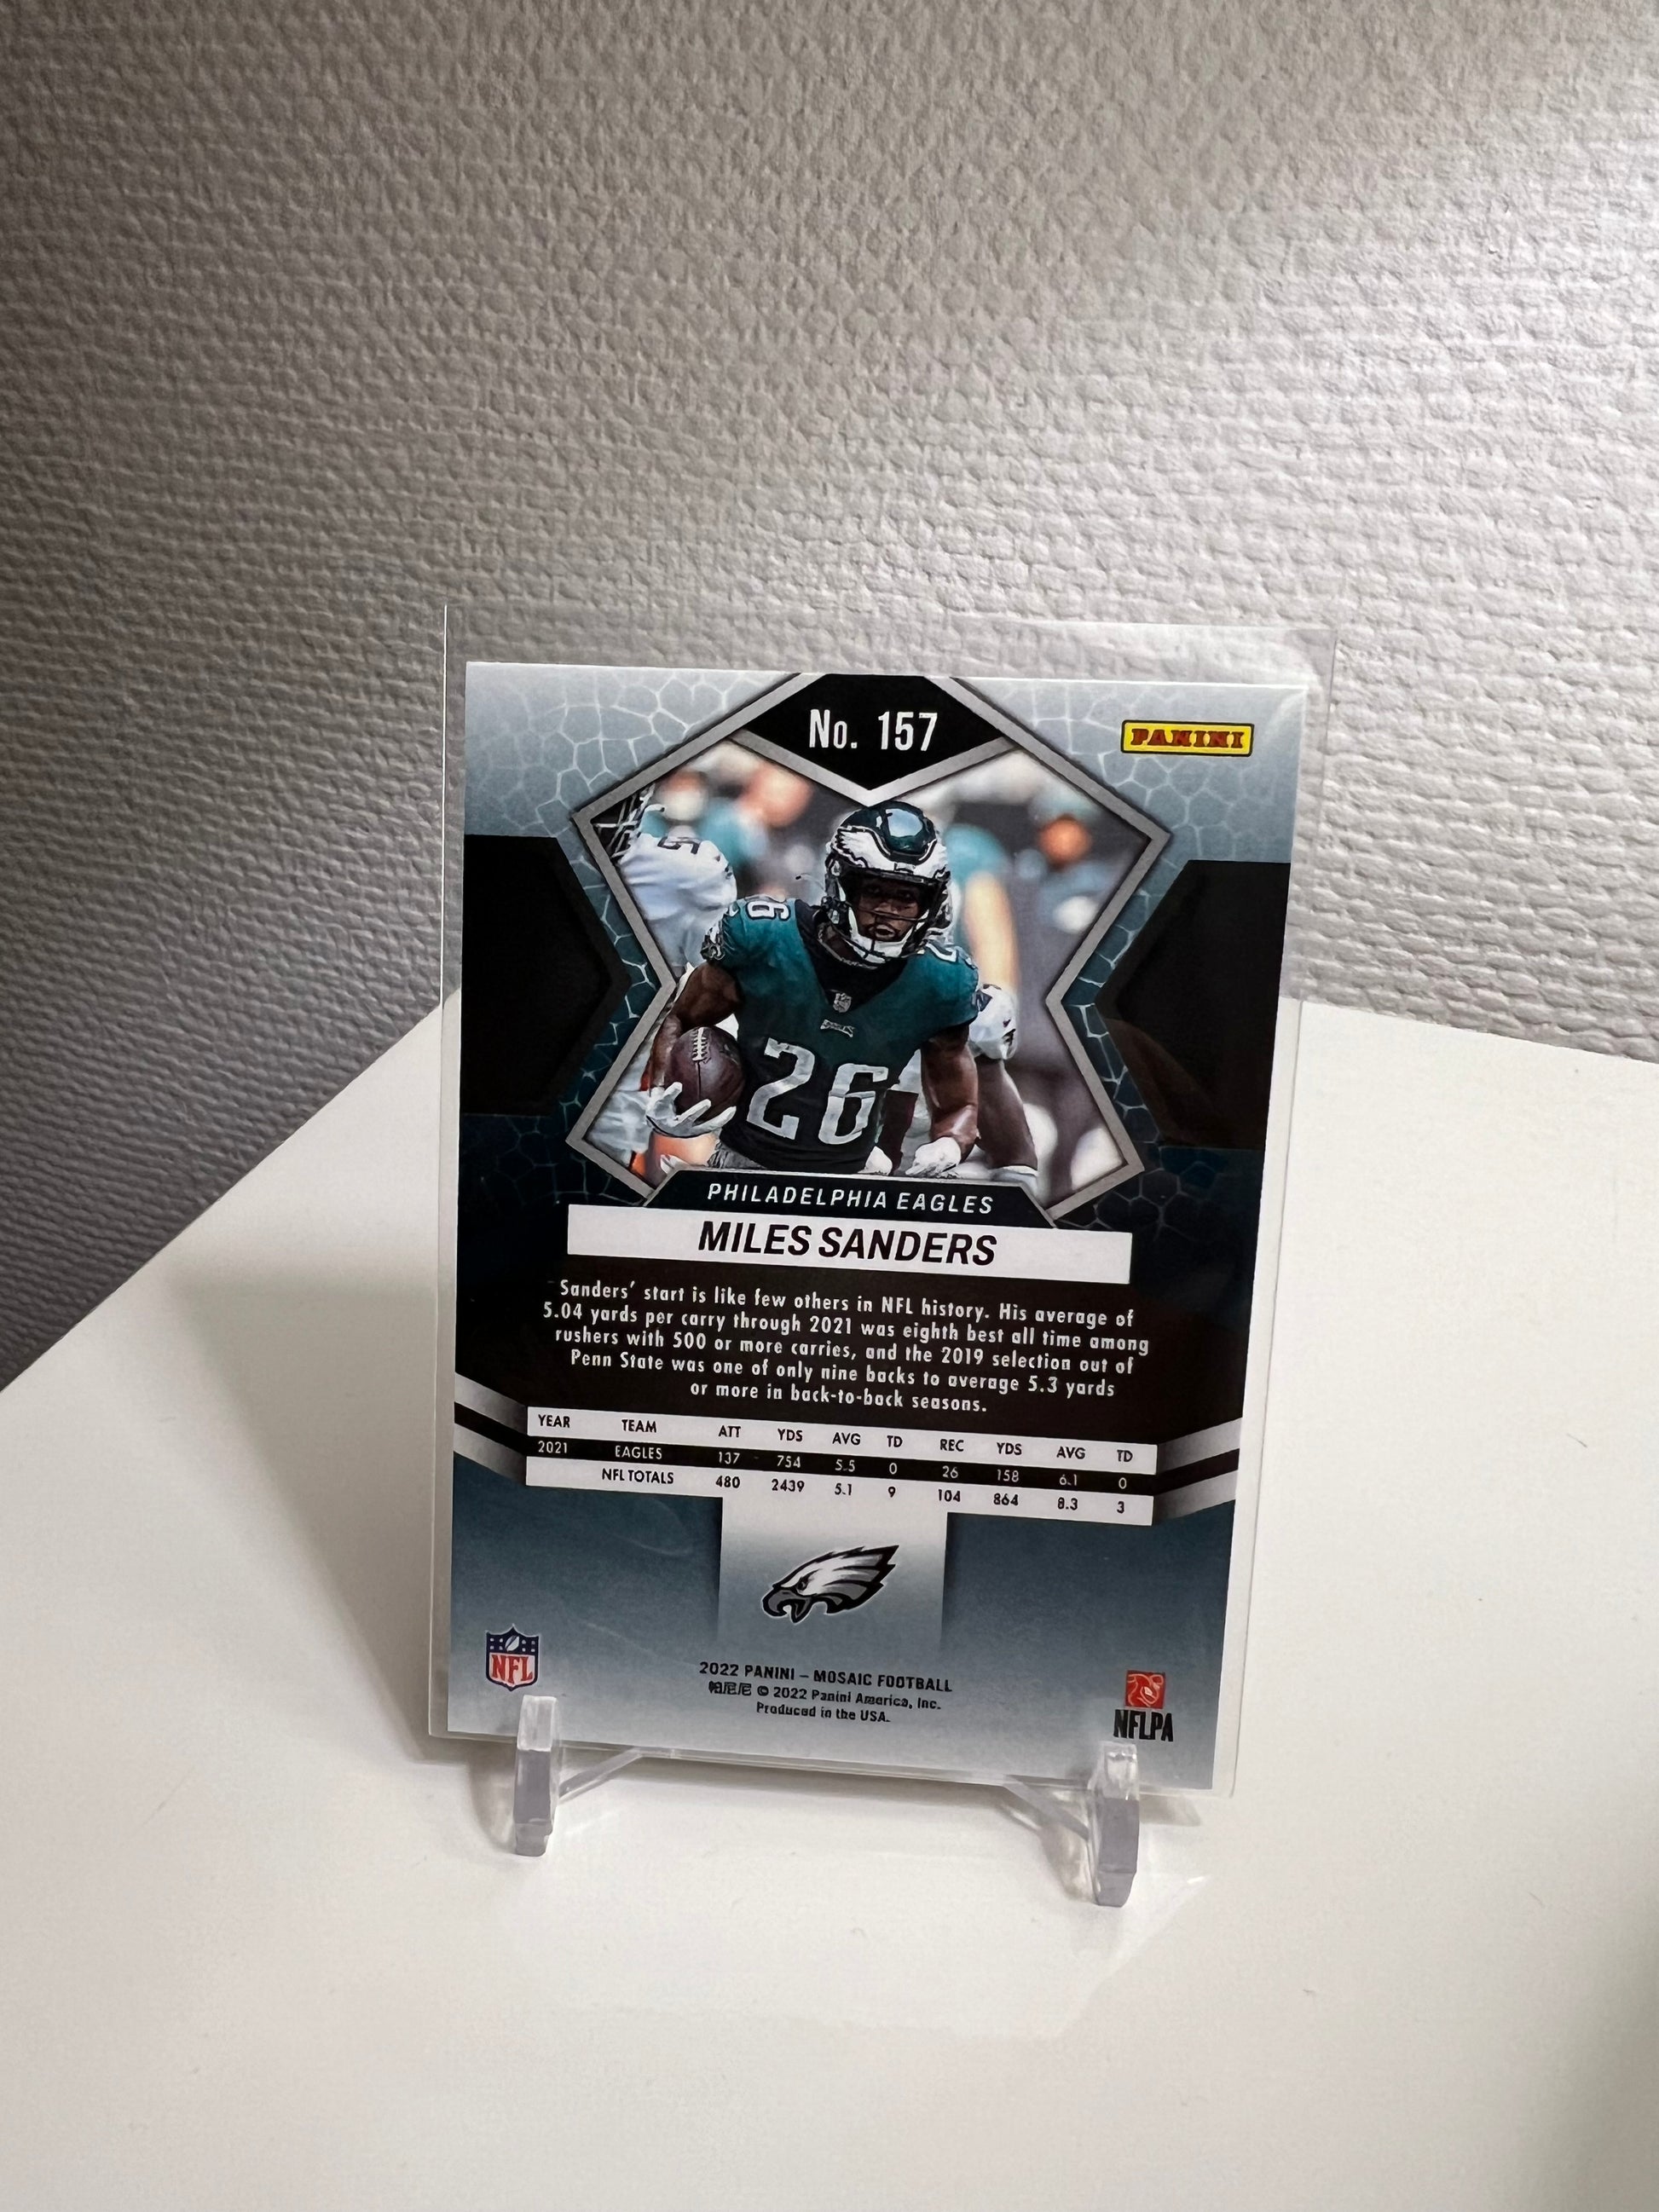 No. 157
PANINI
5
26
2
26
EAGLES
PHILADELPHIA EAGLES
MILES SANDERS
Sanders' start is like few others in NFL history. His average of
5.04 yards per carry through 2021 was eighth best all time among
rushers with 500 or more carries, and the 2019 selection out of
Penn State was one of only nine backs to average 5.3 yards
or more in back-to-back seasons.
YEAR TEAM ATT YDS AVG TD REC YDS AVG TD
2021 EAGLES 137 754 5.5 0 26 158 6.1 0
NFL TOTALS 480 2439 5.1 9 104 864 8.3 3
NFL
2022 PANINI – MOSAIC FOOTBALL
帕尼尼 © 2022 Panini America, Inc.
Produced in the USA.
NFLPA